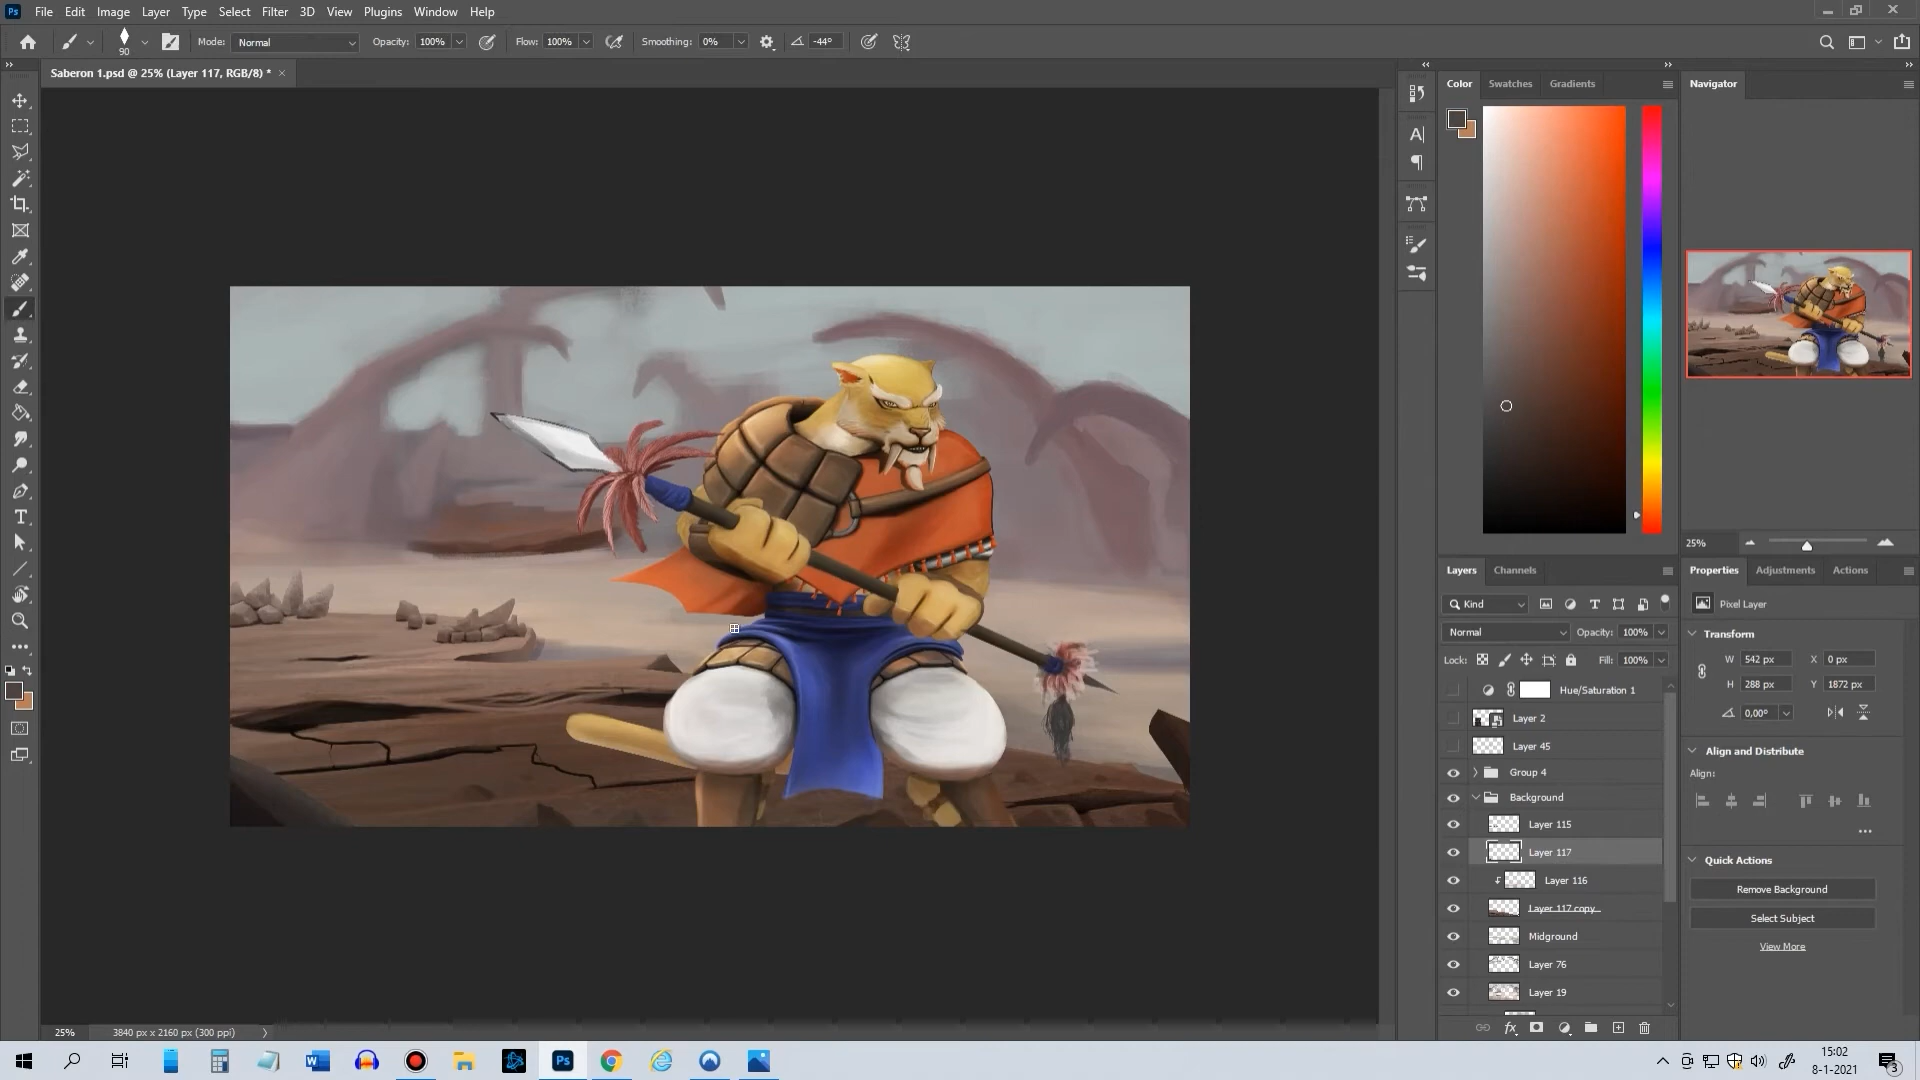 Ps File Edit Image Layer Type Select Filter 3D View Plugins Window Help
90 Mode: Normal Opacity: 100% Flow: 100% Smoothing: 0% -44°
Saberon 1.psd @ 25% (Layer 117, RGB/8) * ×
Color Swatches Gradients
Navigator
25%
Layers Channels
Kind
Normal Opacity: 100%
Lock: Fill: 100%
Hue/Saturation 1
Layer 2
Layer 45
Group 4
Background
Layer 115
Layer 117
Layer 116
Layer 117 copy...
Midground
Layer 76
Layer 19
fx
Properties Adjustments Actions
Pixel Layer
Transform
W 542 px X 0 px
H 288 px Y 1872 px
0,00°
Align and Distribute
Align:
Quick Actions
Remove Background
Select Subject
View More
25% 3840 px x 2160 px (300 ppi)
Ps
15:02
8-1-2021
3